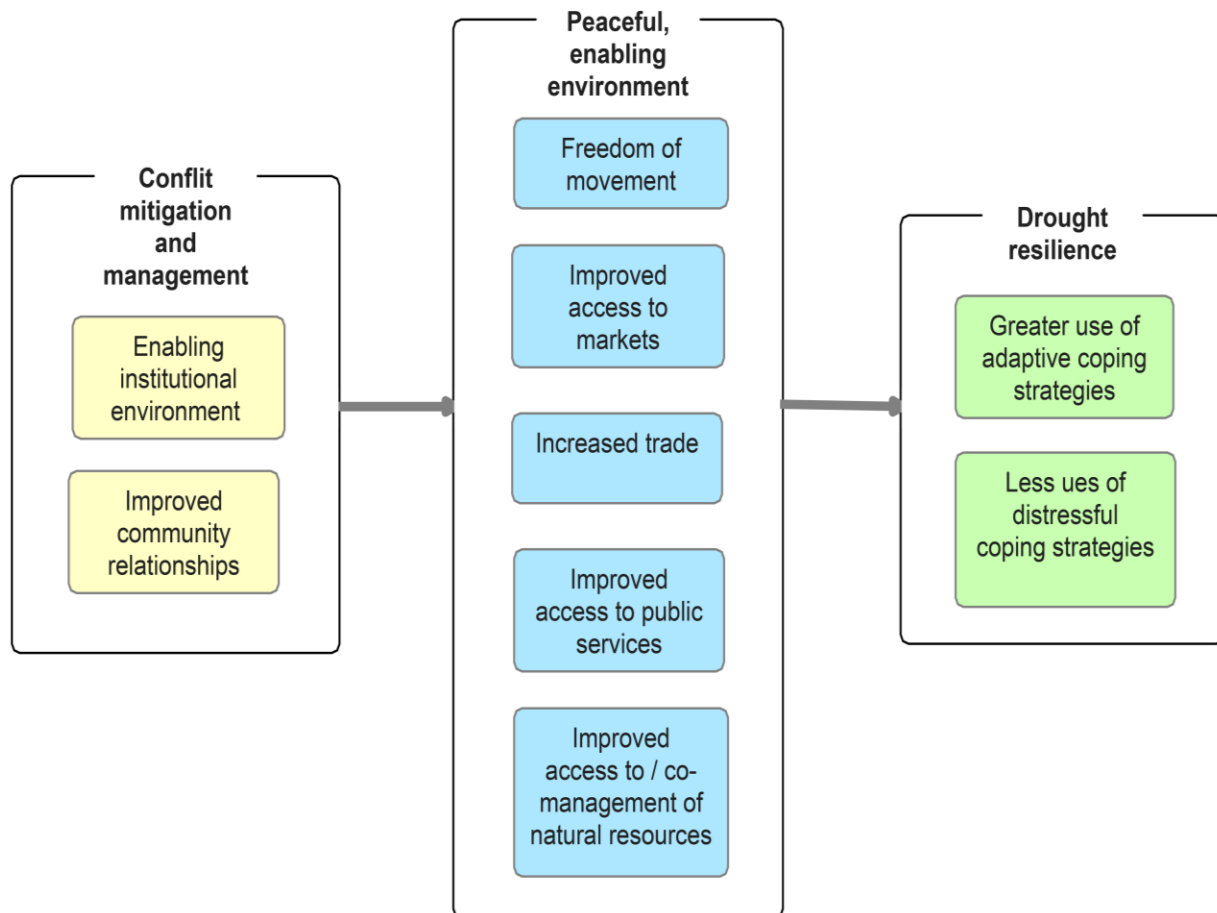 Conflit
mitigation
and
management
Enabling
institutional
environment
Improved
community
relationships
Peaceful,
enabling
environment
Freedom of
movement
Improved
access to
markets
Increased trade
Improved
access to public
services
Improved
access to / co-
management of
natural resources
Drought
resilience
Greater use of
adaptive coping
strategies
Less ues of
distressful
coping strategies